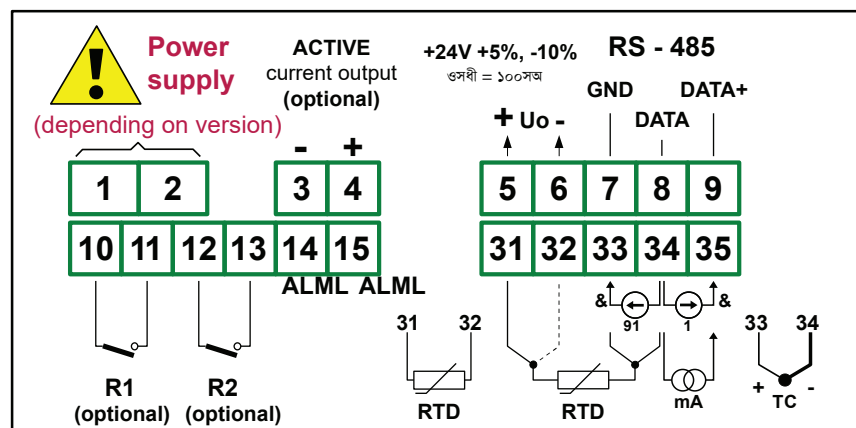 Power supply
(depending on version)
ACTIVE
current output
(optional)
- +
+24V +5%, -10%
ওসধী = ১০০সঅ
+ Uo -
RS - 485
GND DATA+
DATA
1 2 3 4 5 6 7 8 9
10 11 12 13 14 15 31 32 33 34 35
ALML ALML
& & 
91 1
31 32 33 34
R1
(optional)
R2
(optional)
RTD
RTD
mA
+ TC -